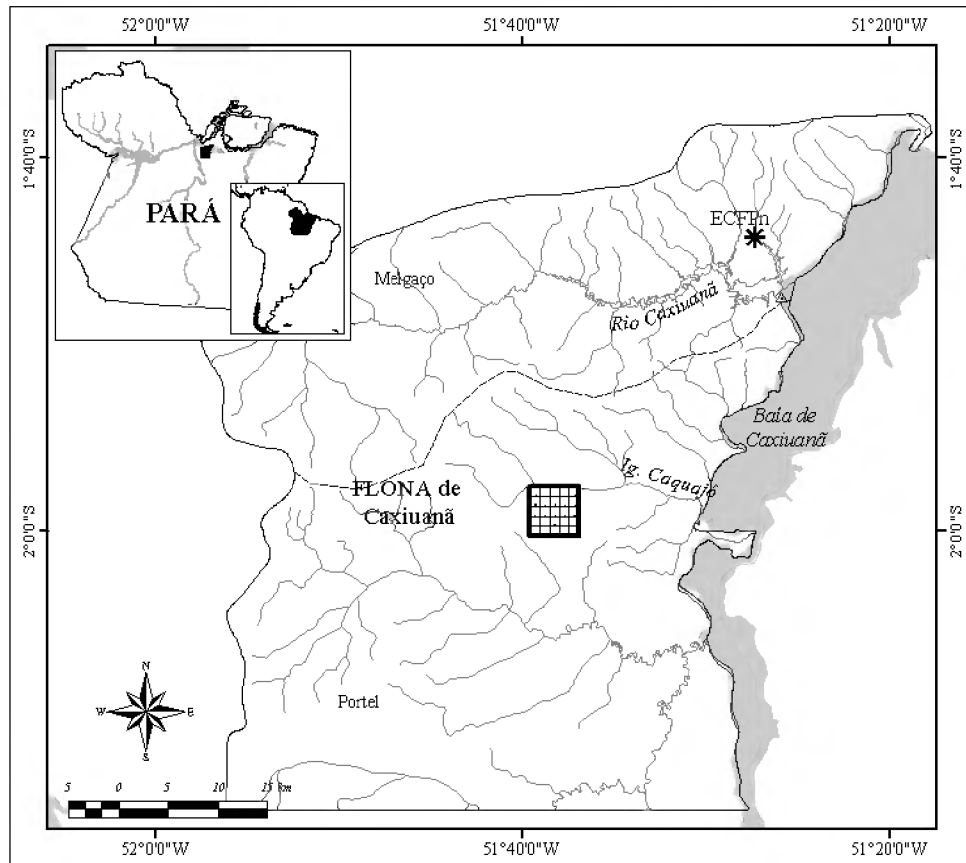 52°0'0"W 51°40'0"W 51°20'0"W
1°40'0"S
1°40'0"S
PARÁ
ECFPn
Melgaço
Rio Caxiuanã
Baía de
Caxiuanã
Ig. Caquajó
FLONA de
Caxiuanã
2°0'0"S
2°0'0"S
N
W E
S
Portel
5 0 5 10 15 km
52°0'0"W 51°40'0"W 51°20'0"W